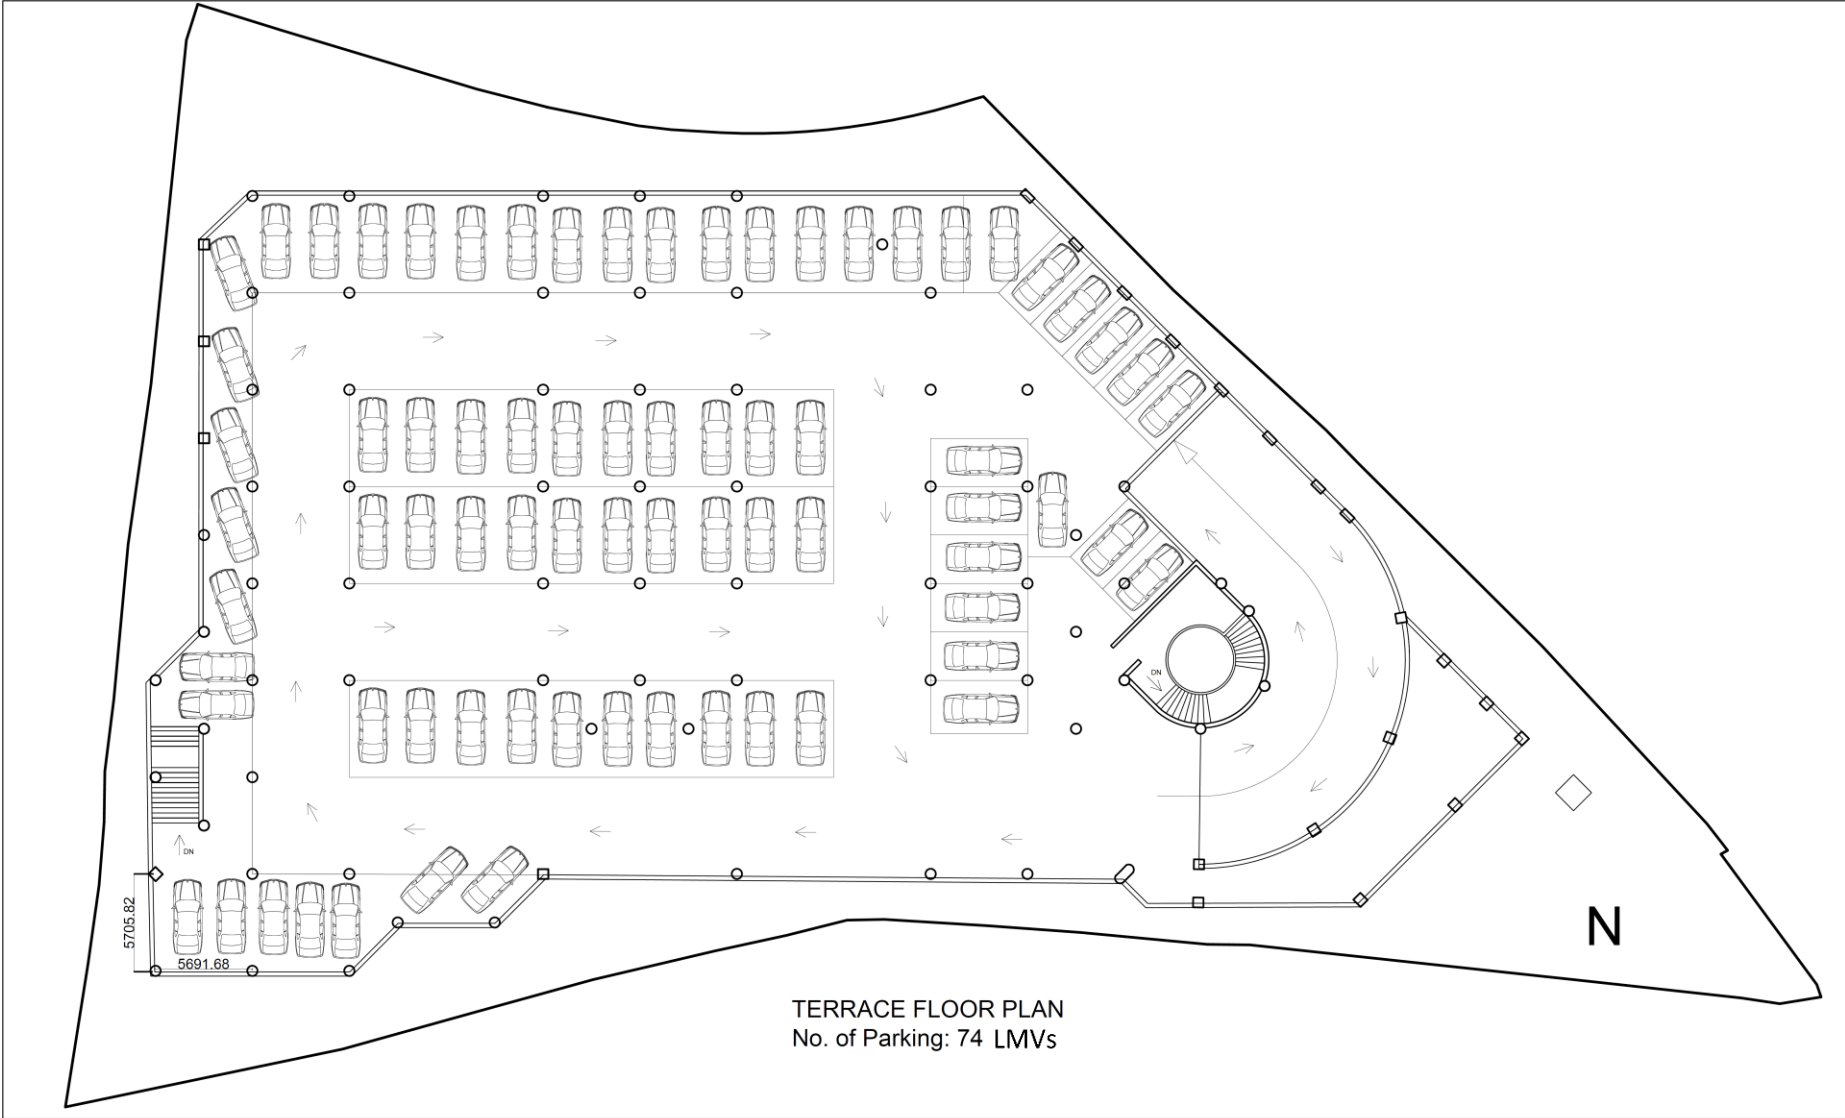 DN
DN
5705.82
5691.68
N
TERRACE FLOOR PLAN
No. of Parking: 74 LMVs